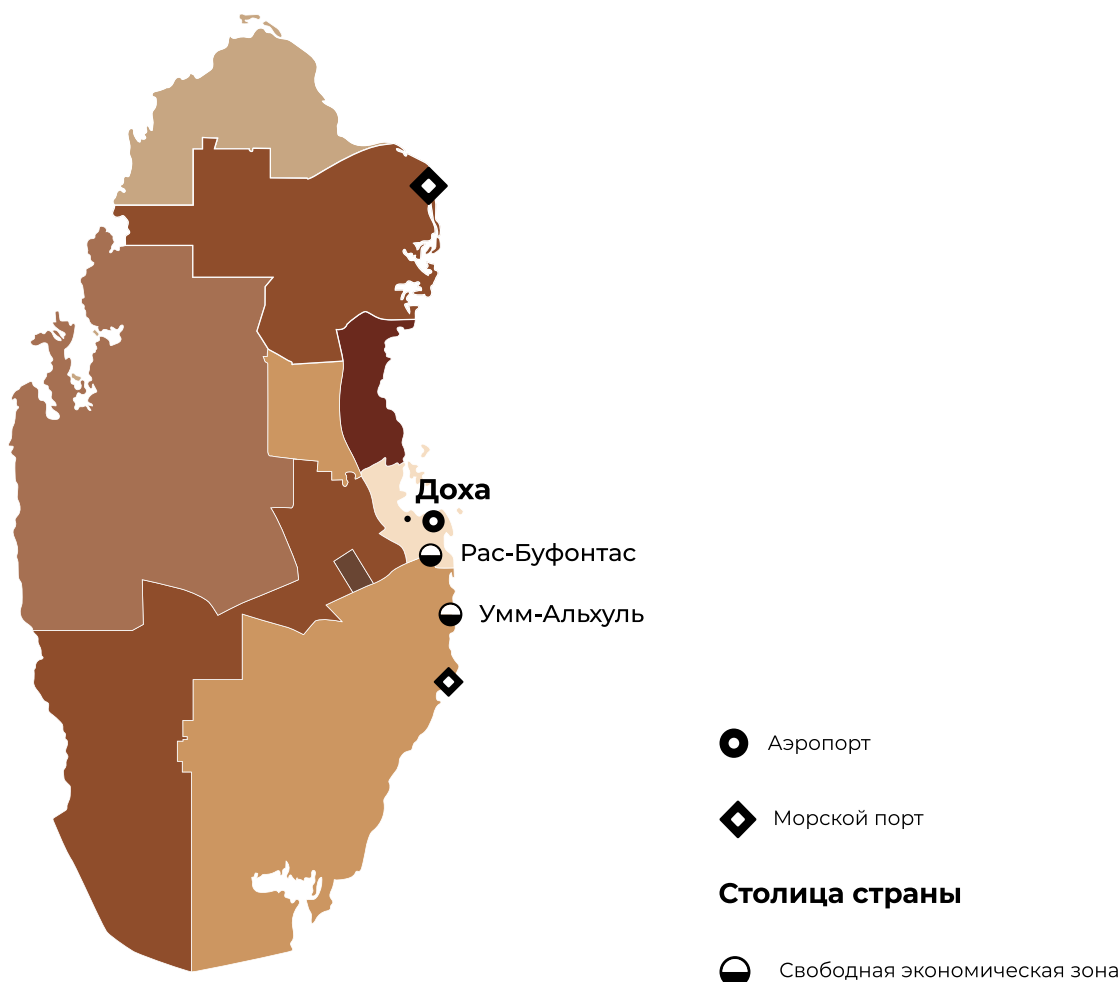 Доха
Рас-Буфонтас
Умм-Альхуль
Аэропорт
Морской порт
Столица страны
Свободная экономическая зона